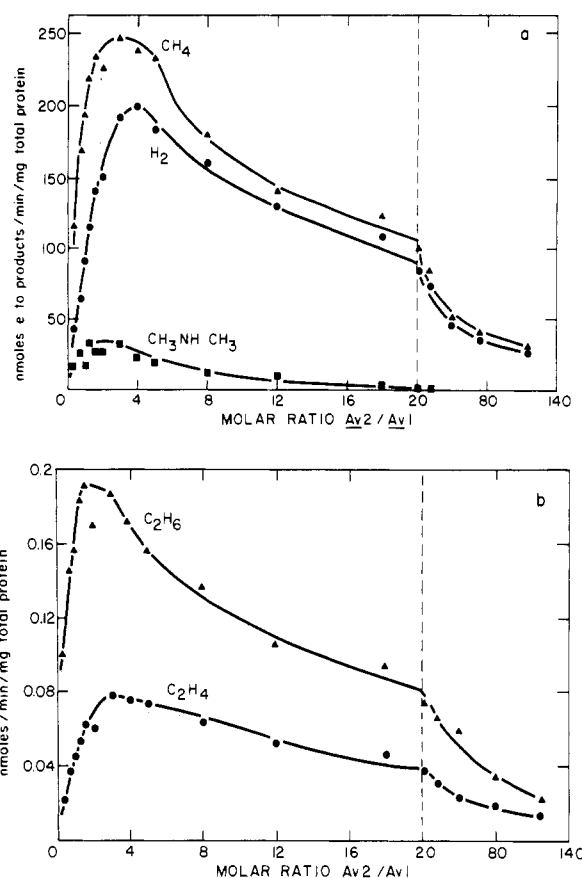 a
CH4
H2
CH3NH CH3
nmoles e to products/min/mg total protein
250
200
150
100
50
0 4 8 12 16 20 80 140
MOLAR RATIO Av2/Av1
b
C2H6
C2H4
nmoles/min/mg total protein
0.2
0.16
0.12
0.08
0.04
0 4 8 12 16 20 80 140
MOLAR RATIO Av2/Av1